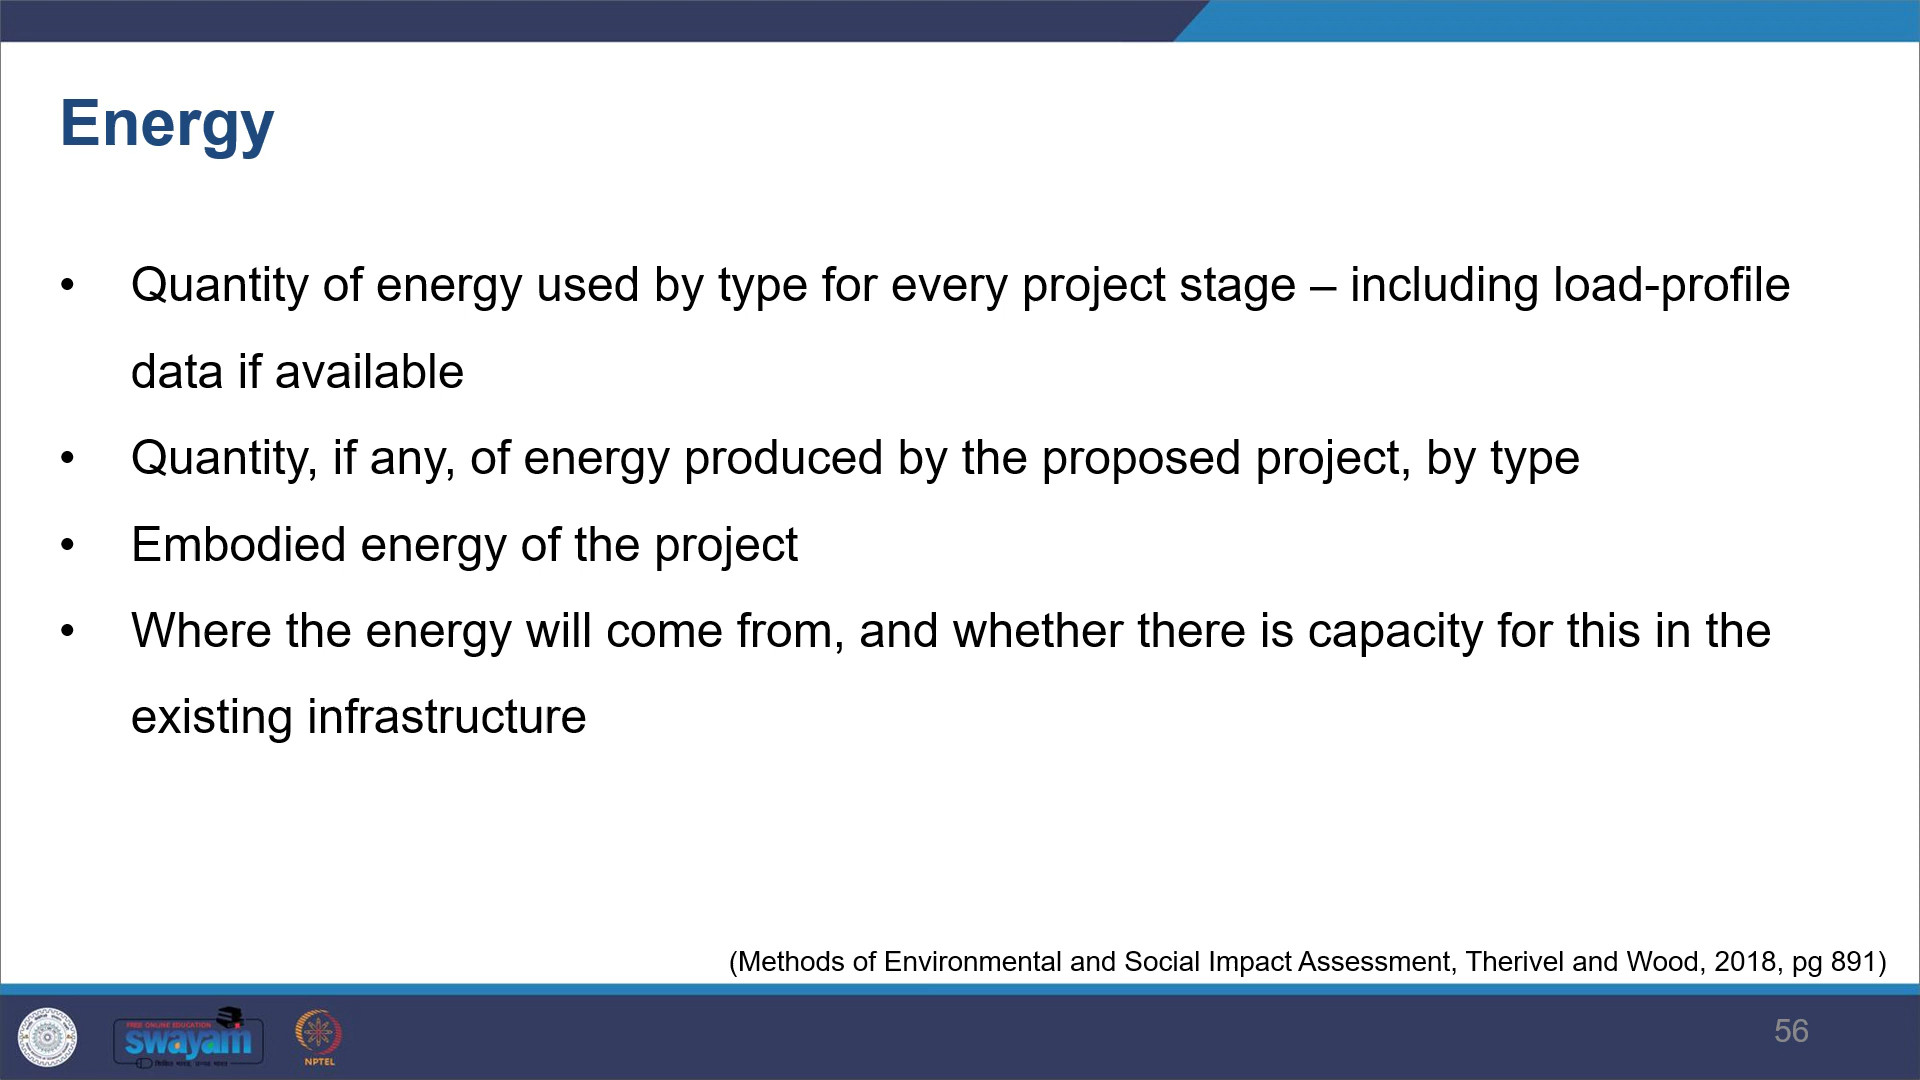 Energy
• Quantity of energy used by type for every project stage – including load-profile
data if available
• Quantity, if any, of energy produced by the proposed project, by type
• Embodied energy of the project
• Where the energy will come from, and whether there is capacity for this in the
existing infrastructure
(Methods of Environmental and Social Impact Assessment, Therivel and Wood, 2018, pg 891)
FREE ONLINE EDUCATION
swayam
NPTEL
56